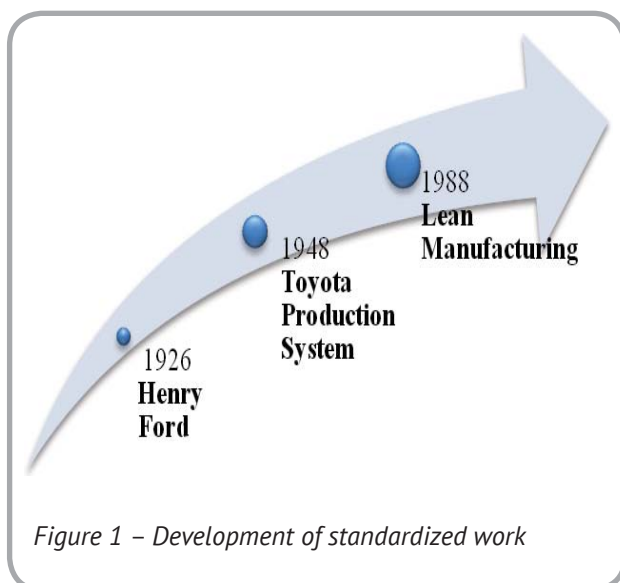 1988
Lean
Manufacturing
1948
Toyota
Production
System
1926
Henry
Ford
Figure 1 – Development of standardized work